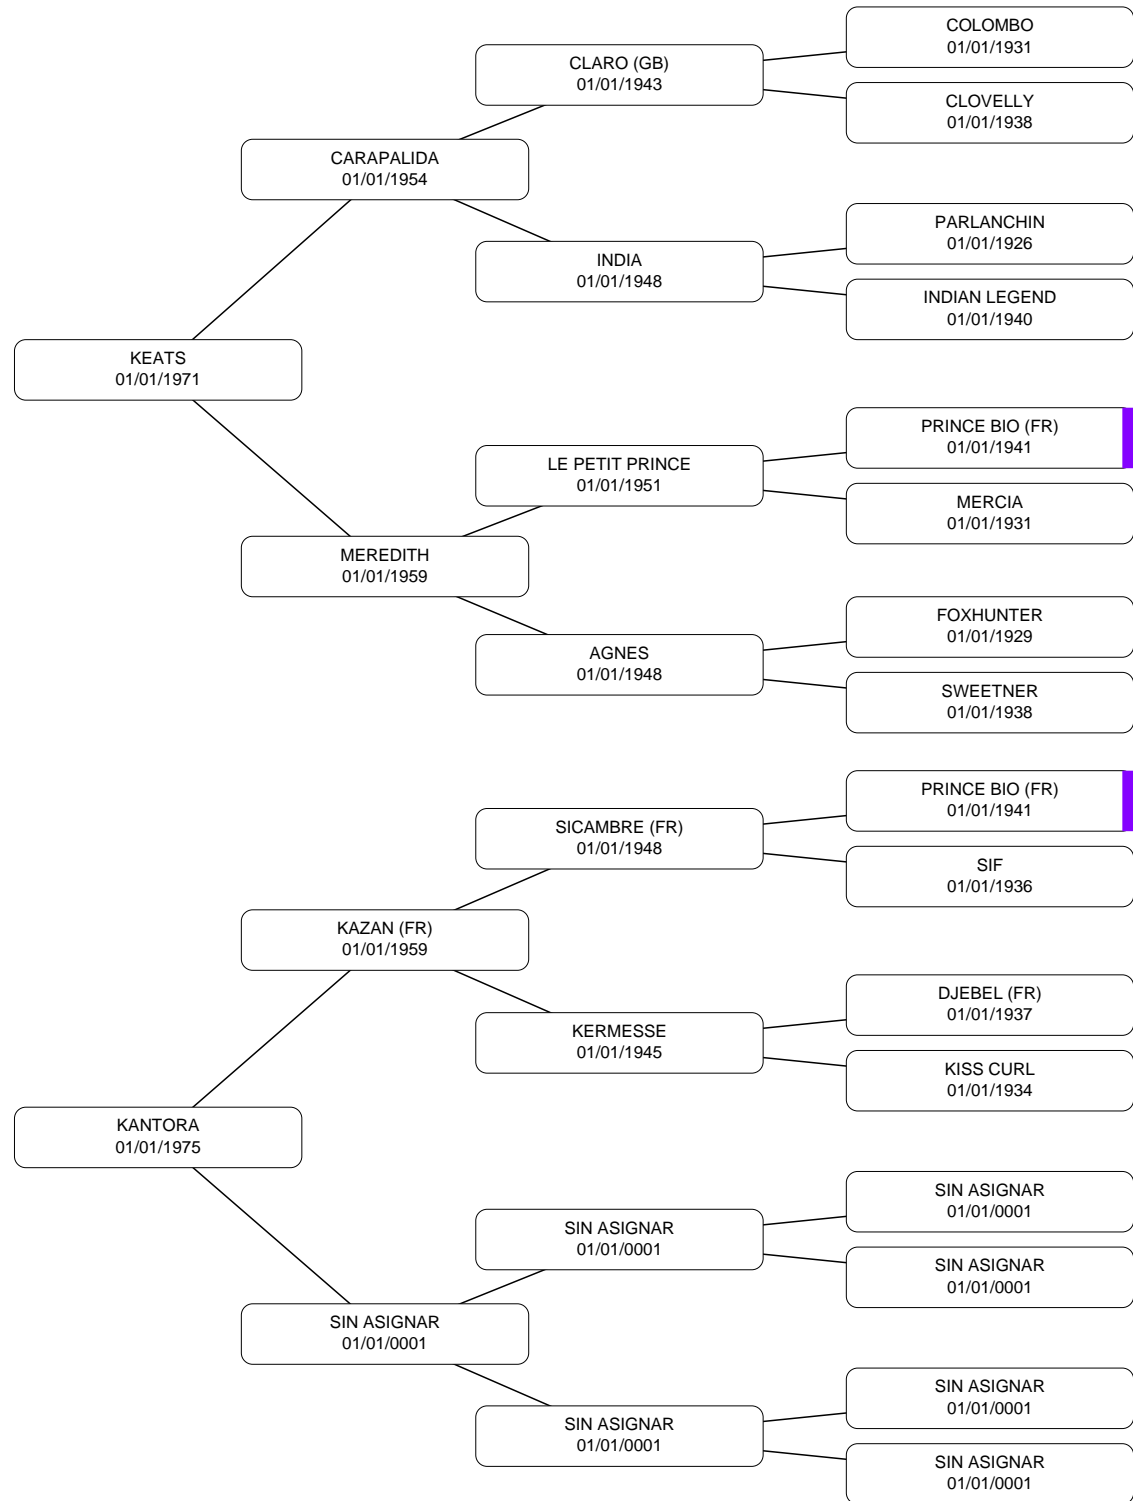 COLOMBO
01/01/1931
CLARO (GB)
01/01/1943
CLOVELLY
01/01/1938
CARAPALIDA
01/01/1954
PARLANCHIN
01/01/1926
INDIA
01/01/1948
INDIAN LEGEND
01/01/1940
KEATS
01/01/1971
PRINCE BIO (FR)
01/01/1941
LE PETIT PRINCE
01/01/1951
MERCIA
01/01/1931
MEREDITH
01/01/1959
FOXHUNTER
01/01/1929
AGNES
01/01/1948
SWEETNER
01/01/1938
PRINCE BIO (FR)
01/01/1941
SICAMBRE (FR)
01/01/1948
SIF
01/01/1936
KAZAN (FR)
01/01/1959
DJEBEL (FR)
01/01/1937
KERMESSE
01/01/1945
KISS CURL
01/01/1934
KANTORA
01/01/1975
SIN ASIGNAR
01/01/0001
SIN ASIGNAR
01/01/0001
SIN ASIGNAR
01/01/0001
SIN ASIGNAR
01/01/0001
SIN ASIGNAR
01/01/0001
SIN ASIGNAR
01/01/0001
SIN ASIGNAR
01/01/0001